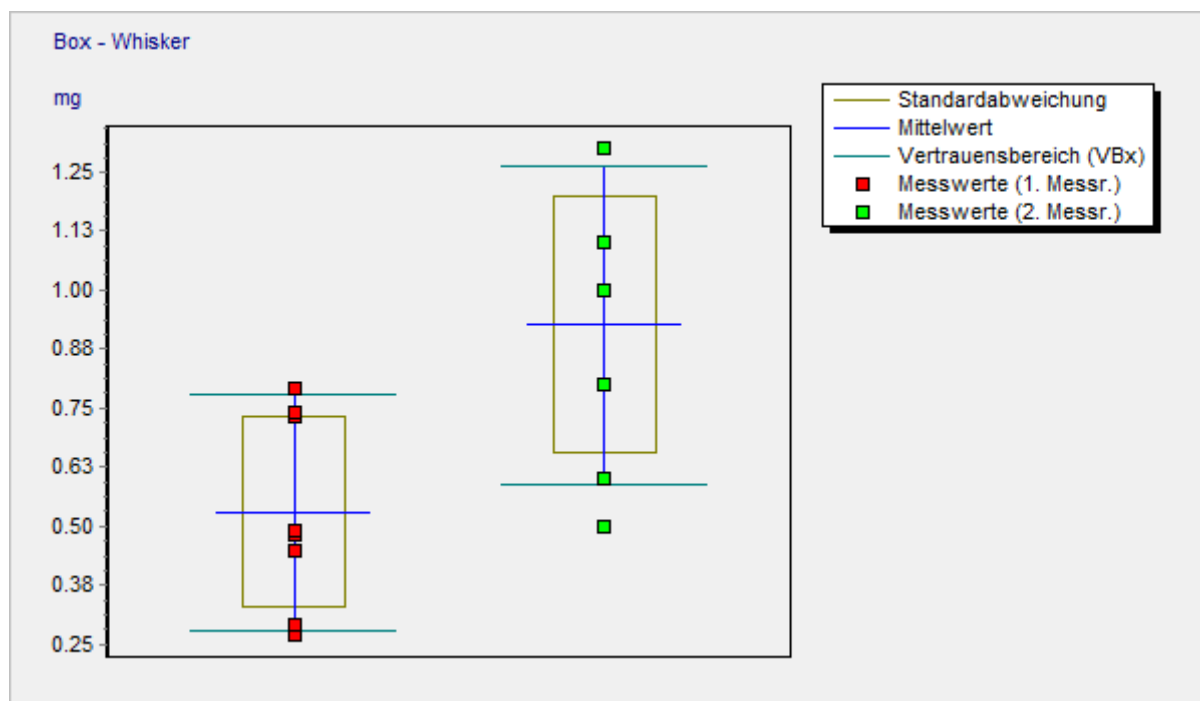 Box - Whisker
mg
1.25
1.13
1.00
0.88
0.75
0.63
0.50
0.38
0.25
Standardabweichung
Mittelwert
Vertrauensbereich (VBx)
Messwerte (1. Messr.)
Messwerte (2. Messr.)